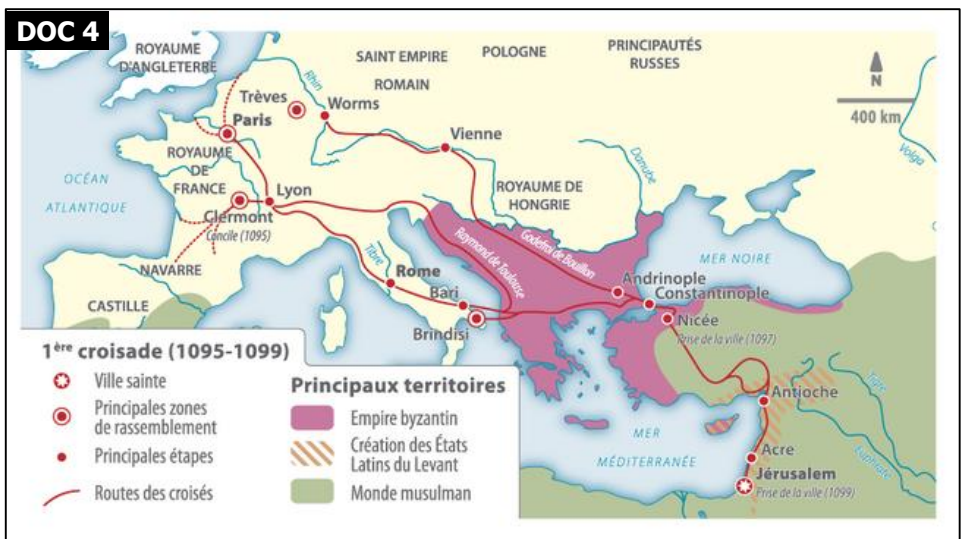 DOC 4
ROYAUME
D'ANGLETERRE
SAINT EMPIRE
ROMAIN
POLOGNE
PRINCIPAUTÉS
RUSSES
N
400 km
Rhin
Trèves
Worms
Paris
Vienne
Volga
Danube
ROYAUME
DE
FRANCE
OCÉAN
ATLANTIQUE
Lyon
Clermont
Concile (1095)
ROYAUME DE
HONGRIE
NAVARRE
CASTILLE
Tibre
Rome
Bari
Brindisi
Raymond de Toulouse
Godefroi de Bouillon
MER NOIRE
Andrinople
Constantinople
Nicée
Prise de la ville (1097)
Antioche
Tigre
Euphrate
MER
MÉDITERRANÉE
Acre
Jérusalem
Prise de la ville (1099)
1ère croisade (1095-1099)
Ville sainte
Principales zones
de rassemblement
Principales étapes
Routes des croisés
Principaux territoires
Empire byzantin
Création des États
Latins du Levant
Monde musulman